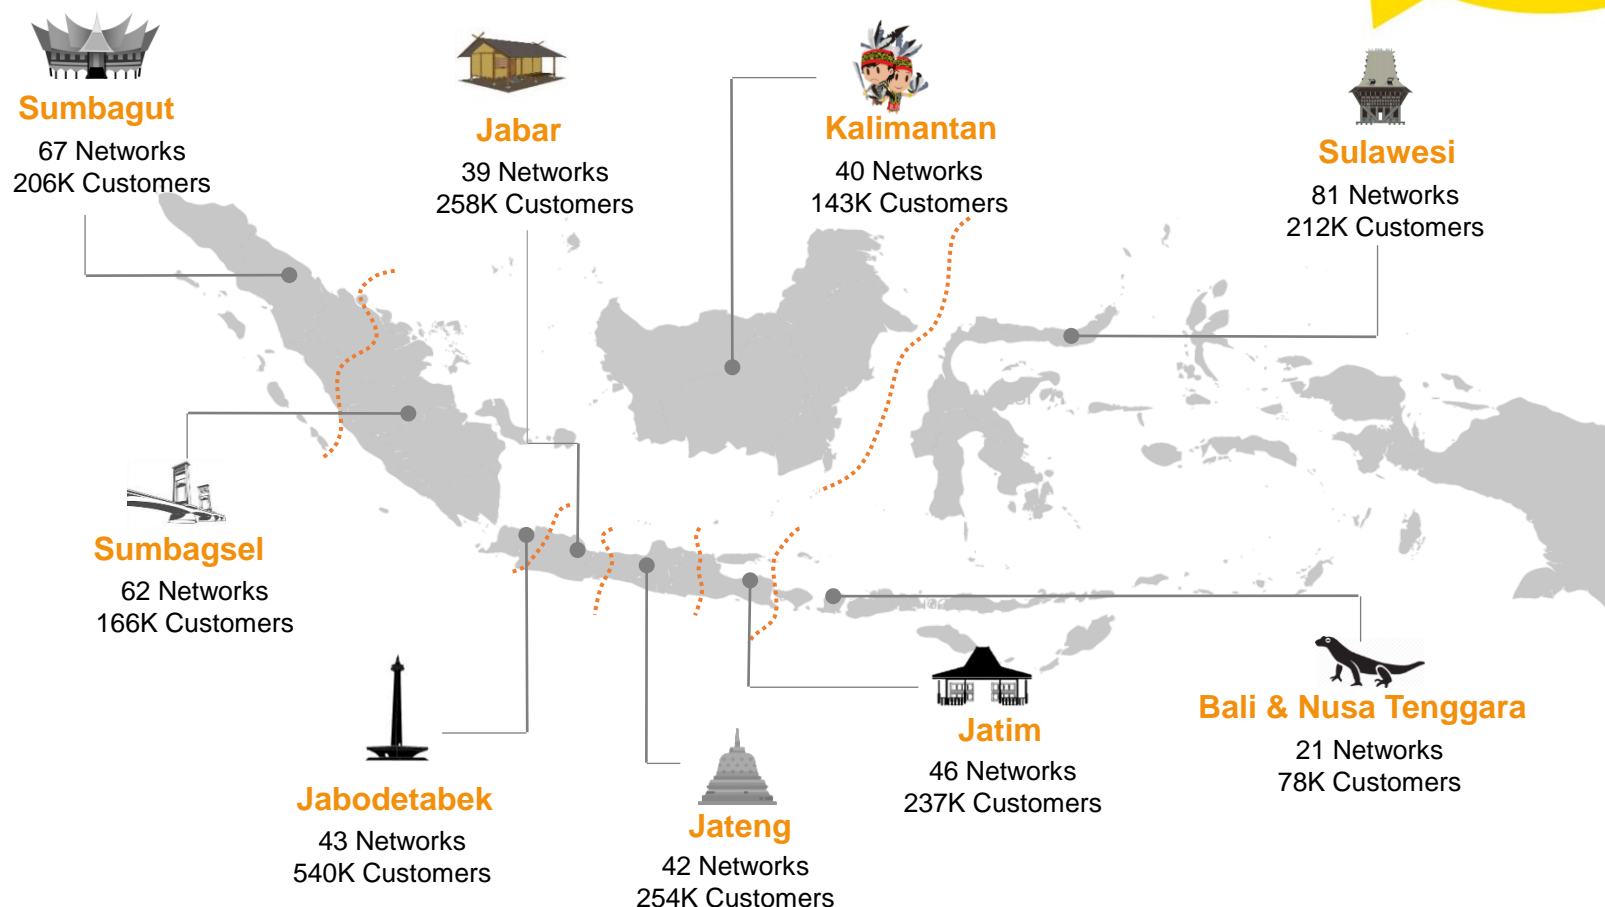 Sumbagut
67 Networks
206K Customers
Jabar
39 Networks
258K Customers
Kalimantan
40 Networks
143K Customers
Sulawesi
81 Networks
212K Customers
Sumbagsel
62 Networks
166K Customers
Jabodetabek
43 Networks
540K Customers
Jateng
42 Networks
254K Customers
Jatim
46 Networks
237K Customers
Bali & Nusa Tenggara
21 Networks
78K Customers